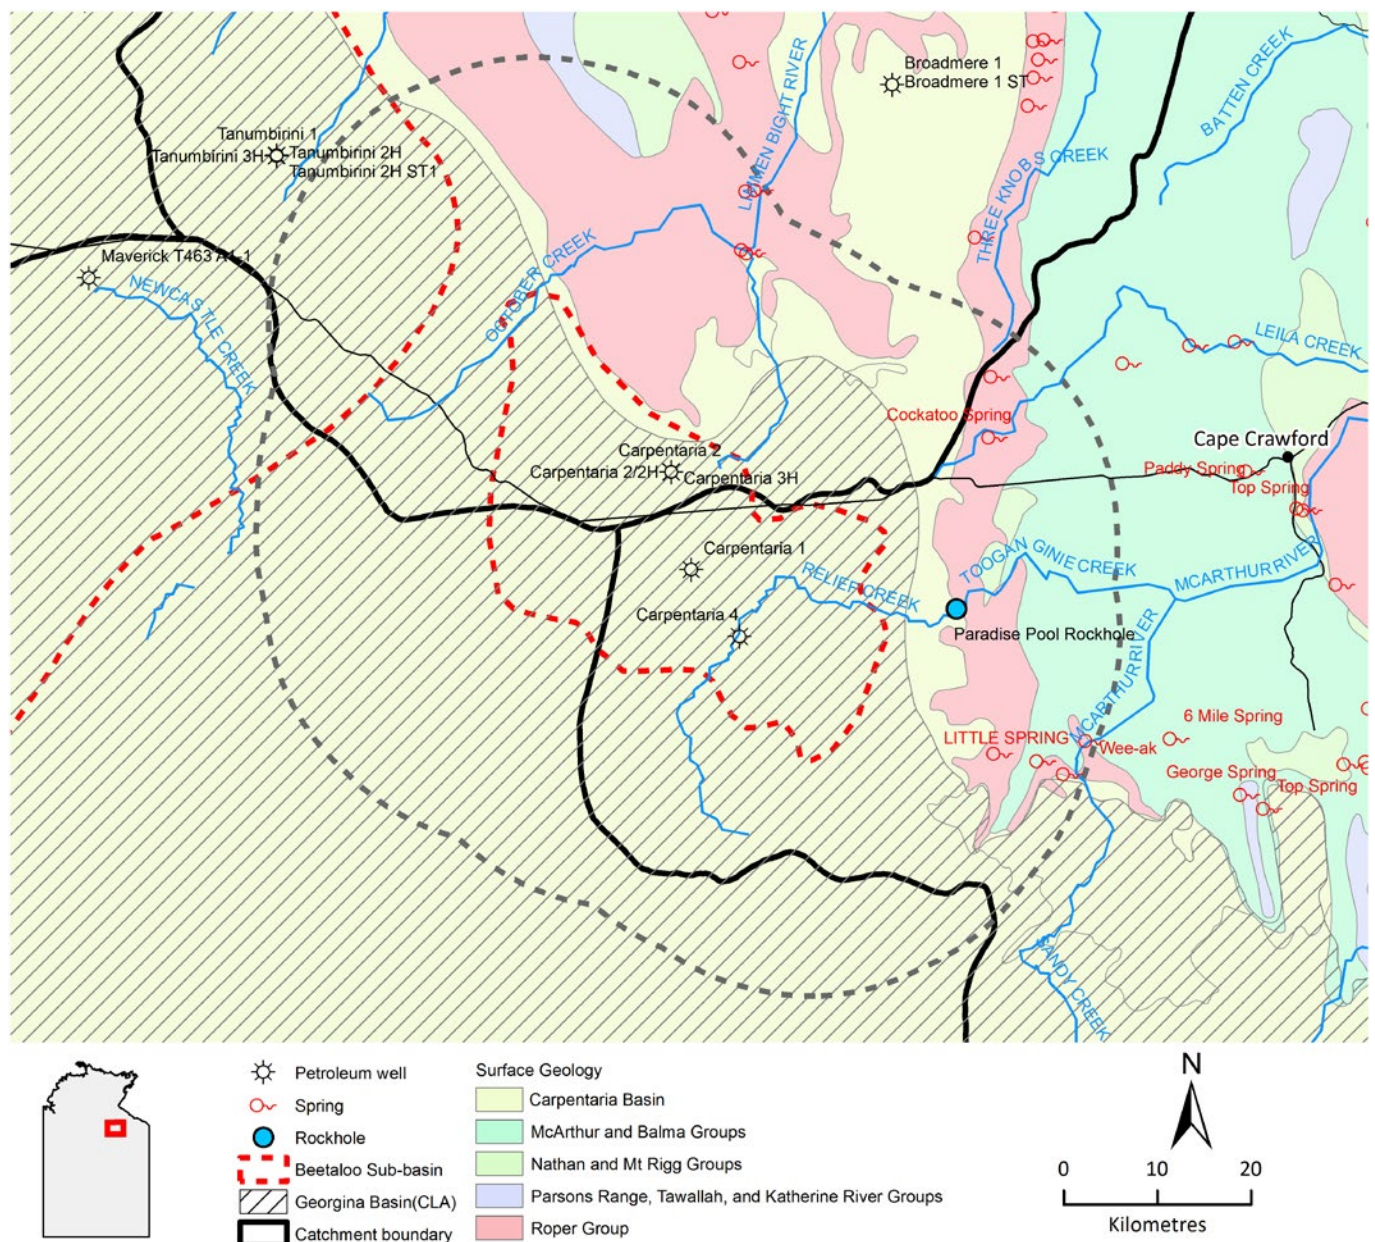 Broadmere 1
Broadmere 1 ST
BATTEN CREEK
LIMMEN BIGHT RIVER
Tanumbirini 1
Tanumbirini 3H
Tanumbirini 2H
Tanumbirini 2H ST1
THREE KNOBS CREEK
Maverick T463 A1-1
NEWCASTLE CREEK
OCTOBER CREEK
LEILA CREEK
Cockatoo Spring
Cape Crawford
Carpentaria 2
Carpentaria 2/2H
Carpentaria 3H
Paddy Spring
Top Spring
Carpentaria 1
RELIEF CREEK
TOOGAN GINIE CREEK
MCARTHUR RIVER
Carpentaria 4
Paradise Pool Rockhole
MCARTHUR RIVER
6 Mile Spring
LITTLE SPRING
Wee-ak
George Spring
Top Spring
SANDY CREEK
Petroleum well
Spring
Rockhole
Beetaloo Sub-basin
Georgina Basin(CLA)
Catchment boundary
Surface Geology
Carpentaria Basin
McArthur and Balma Groups
Nathan and Mt Rigg Groups
Parsons Range, Tawallah, and Katherine River Groups
Roper Group
N
0 10 20
Kilometres